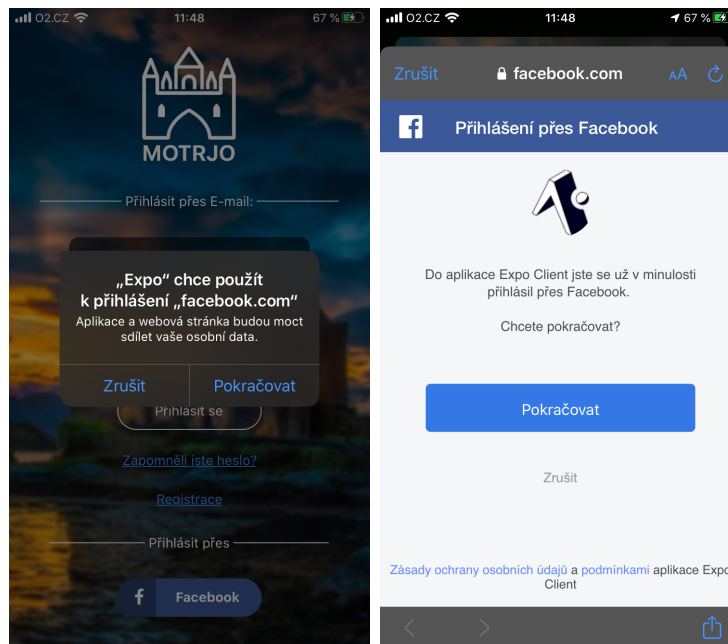 O2.CZ 11:48 67 %
MOTRJO
Přihlásit přes E-mail:
„Expo“ chce použít
k přihlášení „facebook.com“
Aplikace a webová stránka budou moct
sdílet vaše osobní data.
Zrušit Pokračovat
Přihlásit se
Zapomněli jste heslo?
Registrace
Přihlásit přes
f Facebook
O2.CZ 11:48 67 %
Zrušit facebook.com AA
f Přihlášení přes Facebook
Do aplikace Expo Client jste se už v minulosti
přihlásil přes Facebook.
Chcete pokračovat?
Pokračovat
Zrušit
Zásady ochrany osobních údajů a podmínkami aplikace Expo
Client